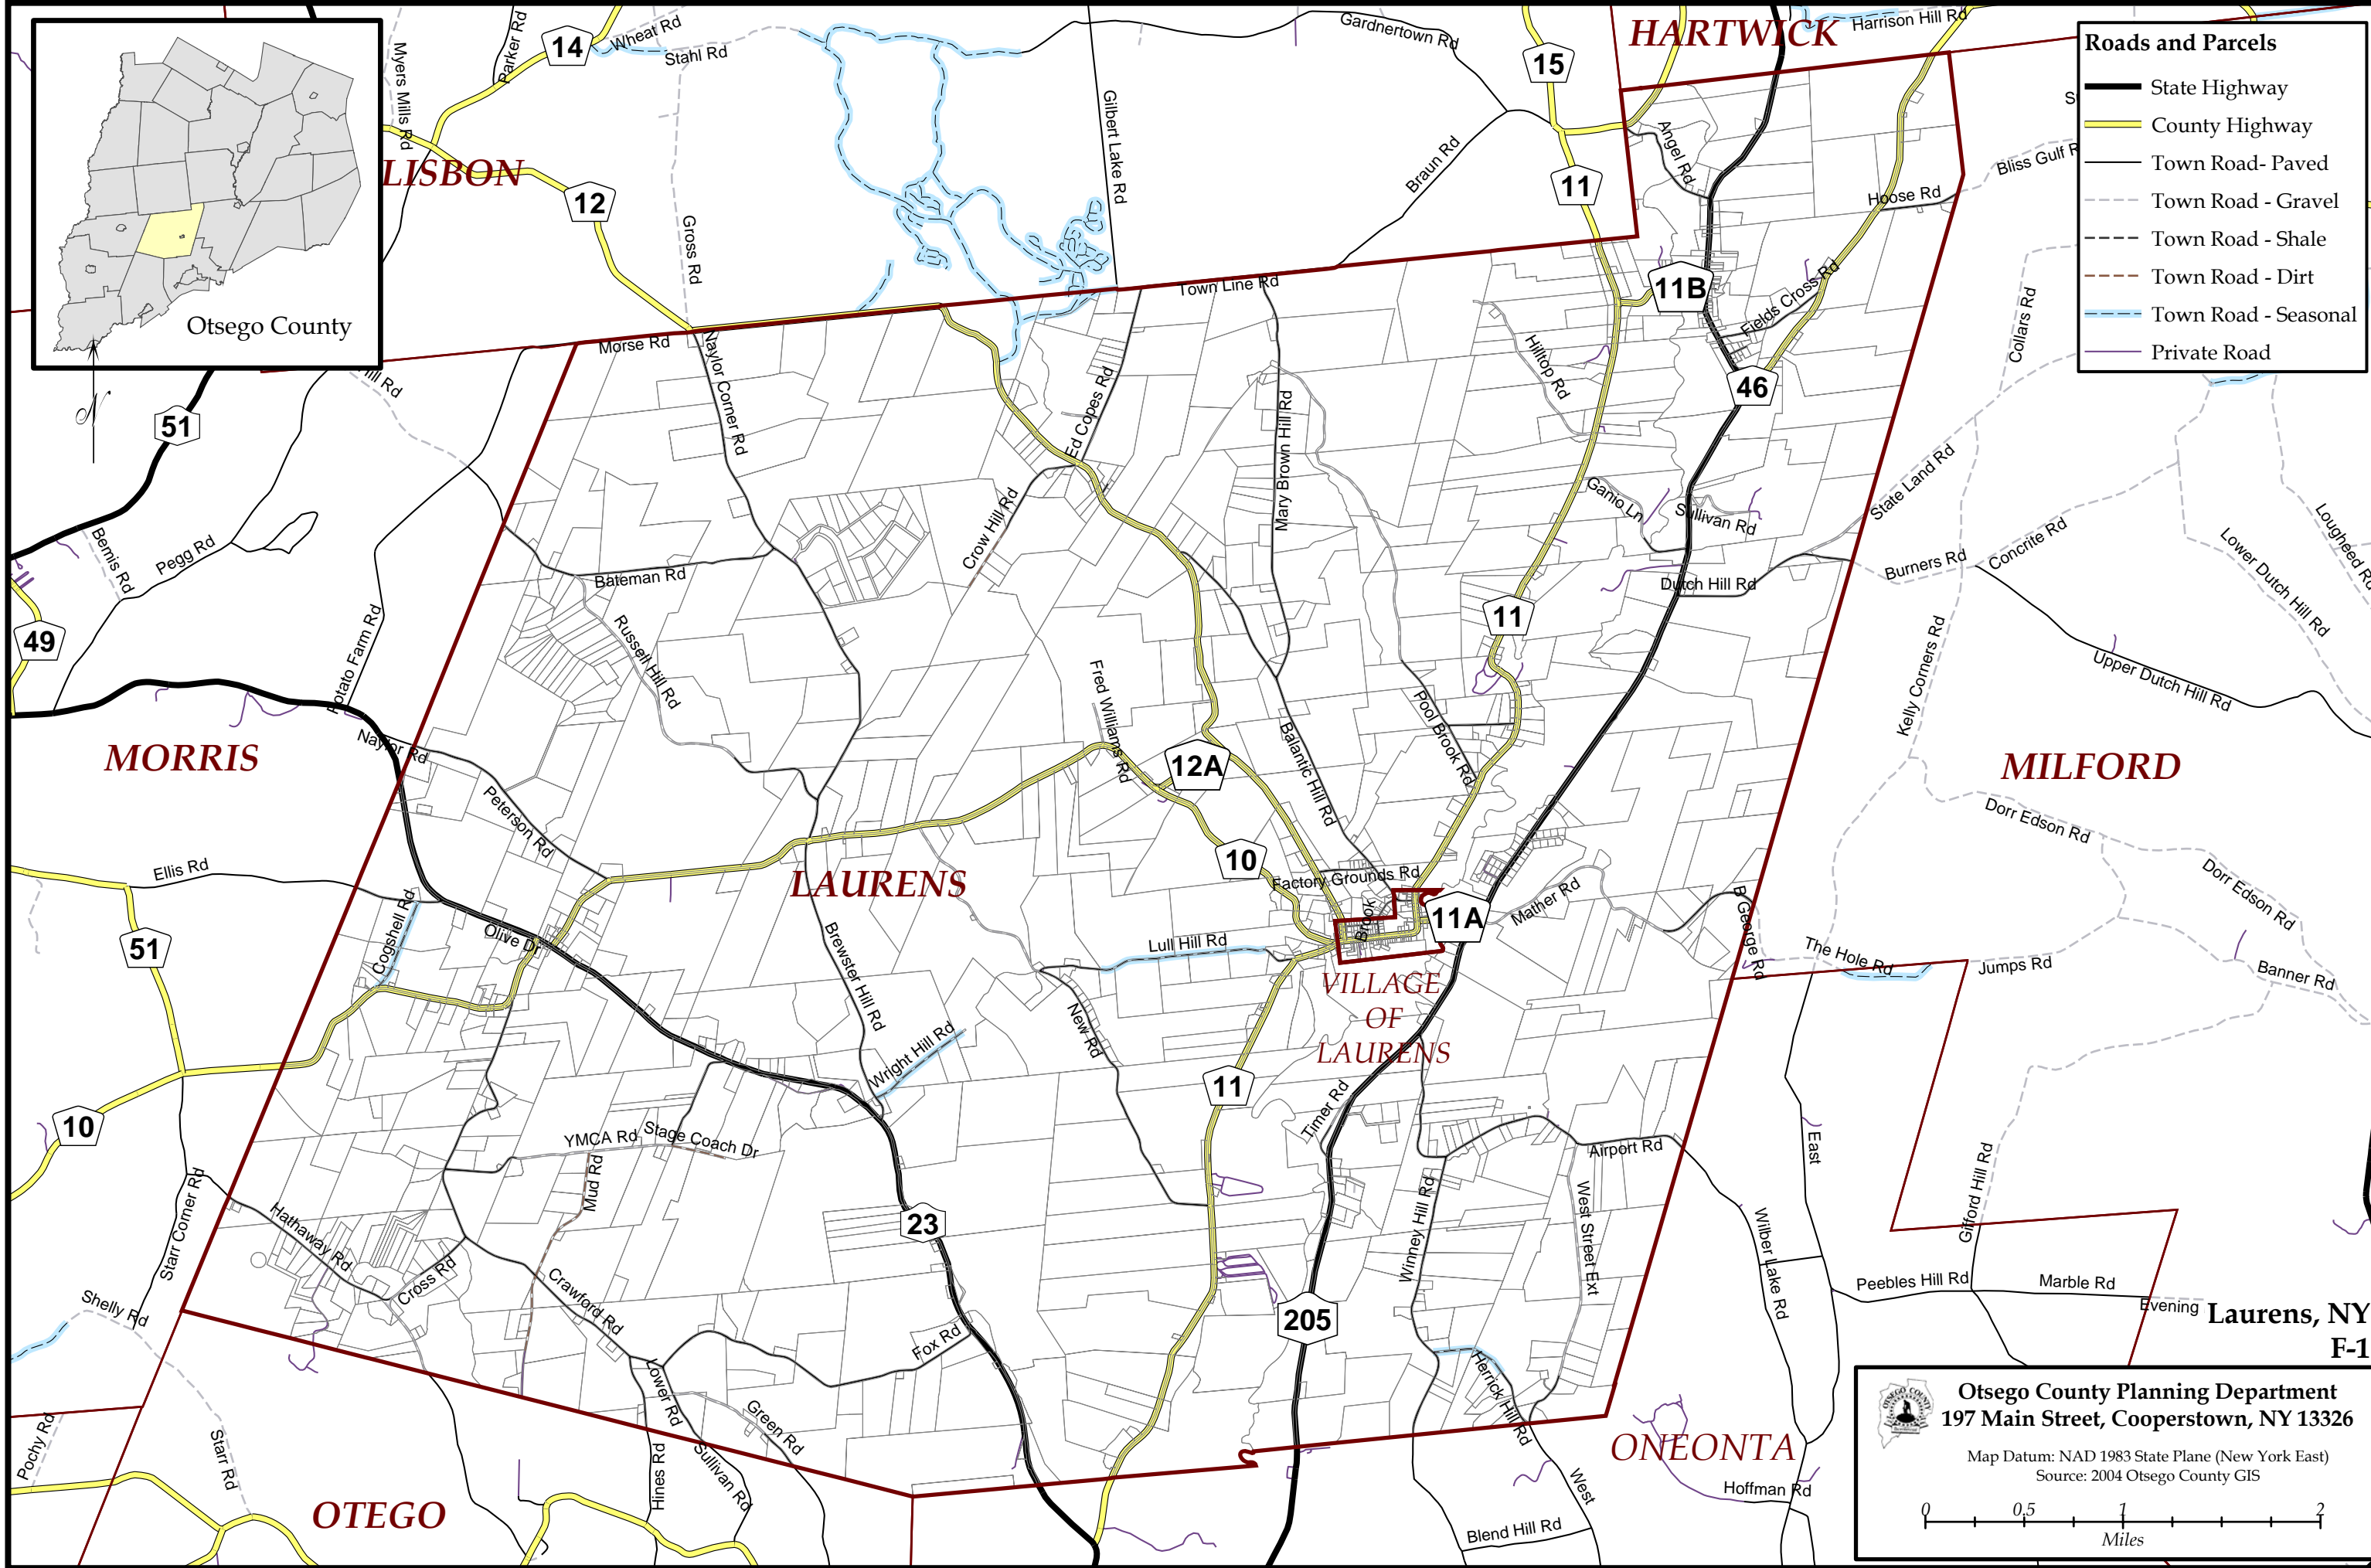 Otsego County
N
Roads and Parcels
State Highway
County Highway
Town Road- Paved
Town Road - Gravel
Town Road - Shale
Town Road - Dirt
Town Road - Seasonal
Private Road
HARTWICK
LISBON
MORRIS
LAURENS
MILFORD
OTEGO
ONEONTA
VILLAGE
OF
LAURENS
14
15
12
11
11B
46
51
49
11
12A
10
11A
51
10
11
23
205
Parker Rd
Wheat Rd
Stahl Rd
Myers Mills Rd
Gardnertown Rd
Harrison Hill Rd
Gilbert Lake Rd
Braun Rd
Angel Rd
Bliss Gulf R
Hoose Rd
Gross Rd
Town Line Rd
Fields Cross Rd
Collars Rd
Morse Rd
Naylor Corner Rd
Hill Rd
Hilltop Rd
Ed Copes Rd
Mary Brown Hill Rd
State Land Rd
Ganio Ln
Sullivan Rd
Crow Hill Rd
Bemis Rd
Pegg Rd
Bateman Rd
Dutch Hill Rd
Burners Rd
Concrite Rd
Lower Dutch Hill Rd
Lougheed Rd
Potato Farm Rd
Russell Hill Rd
Fred Williams Rd
Kelly Corners Rd
Upper Dutch Hill Rd
Naylor Rd
Peterson Rd
Balantic Hill Rd
Pool Brook Rd
Dorr Edson Rd
Ellis Rd
Factory Grounds Rd
Dorr Edson Rd
Cogshell Rd
Olive Dr
Brewster Hill Rd
Lull Hill Rd
Brook
Mather Rd
B George Rd
The Hole Rd
Jumps Rd
Banner Rd
New Rd
Wright Hill Rd
Timer Rd
YMCA Rd
Stage Coach Dr
Mud Rd
Airport Rd
East
Starr Corner Rd
Hathaway Rd
Cross Rd
Winney Hill Rd
West Street Ext
Wilber Lake Rd
Gifford Hill Rd
Shelly Rd
Crawford Rd
Fox Rd
Peebles Hill Rd
Marble Rd
Evening
Lower Rd
Green Rd
Herrick Hill Rd
Pochy Rd
Starr Rd
Hines Rd
Sullivan Rd
West
Hoffman Rd
Blend Hill Rd
Laurens, NY
F-1
Otsego County Planning Department
197 Main Street, Cooperstown, NY 13326
Map Datum: NAD 1983 State Plane (New York East)
Source: 2004 Otsego County GIS
0 0.5 1 2
Miles